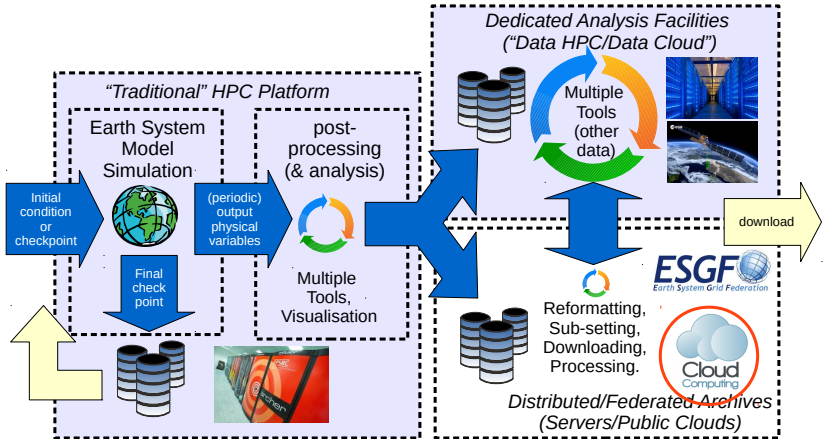 Dedicated Analysis Facilities
(“Data HPC/Data Cloud”)
“Traditional” HPC Platform
Earth System
Model
Simulation
post-
processing
(& analysis)
Multiple
Tools
(other
data)
esa
Initial
condition
or
checkpoint
(periodic)
output
physical
variables
download
Final
check
point
Multiple
Tools,
Visualisation
ESGF
Earth System Grid Federation
Reformatting,
Sub-setting,
Downloading,
Processing.
Cloud
Computing
archer
Distributed/Federated Archives
(Servers/Public Clouds)